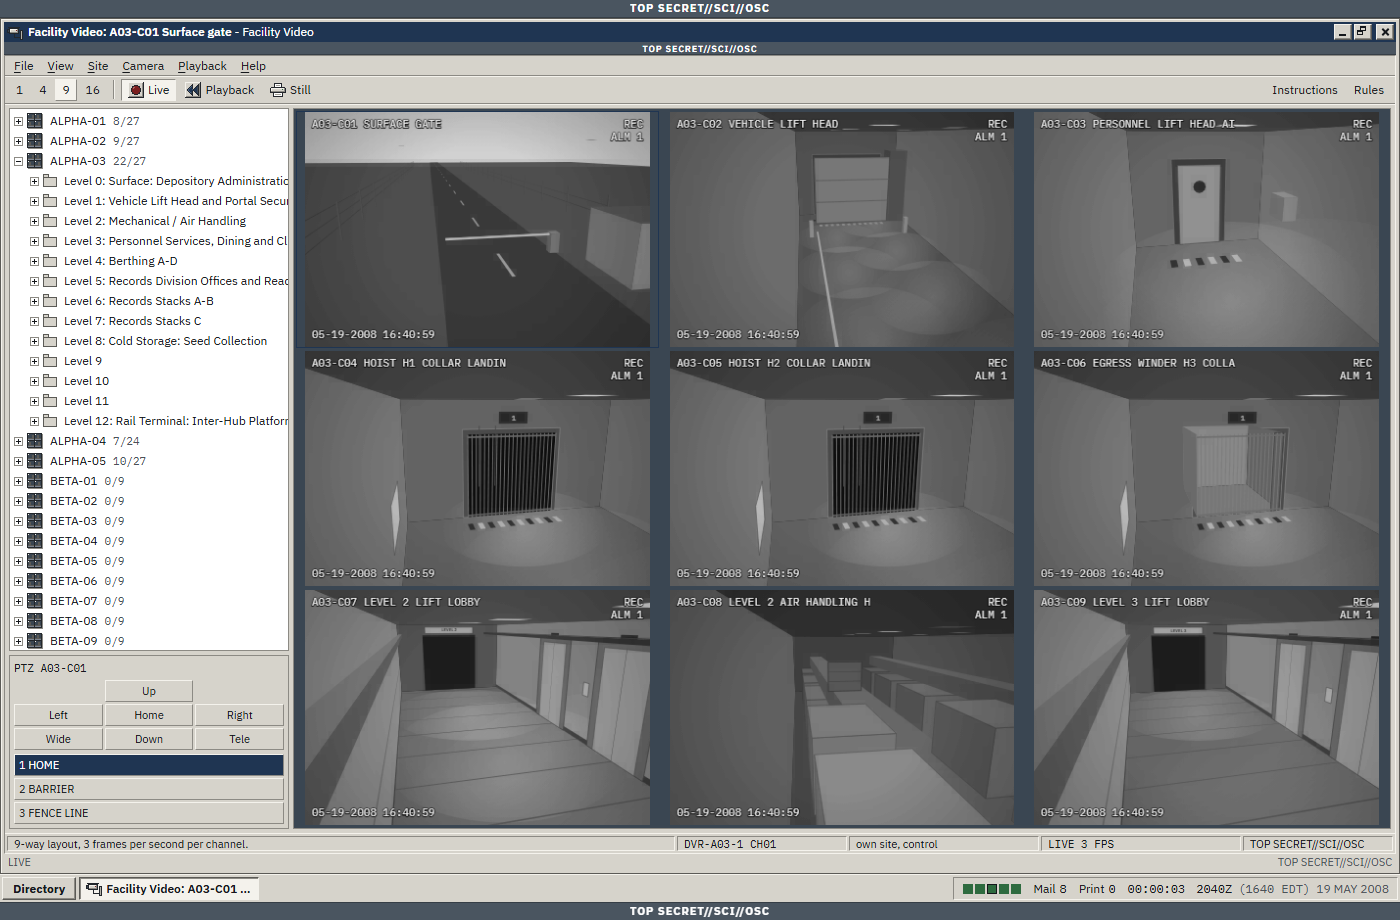 TOP SECRET//SCI//OSC
Facility Video: A03-C01 Surface gate - Facility Video
TOP SECRET//SCI//OSC
File View Site Camera Playback Help
1 4 9 16 Live Playback Still Instructions Rules
ALPHA-01 8/27
ALPHA-02 9/27
ALPHA-03 22/27
Level 0: Surface: Depository Administratio
Level 1: Vehicle Lift Head and Portal Secur
Level 2: Mechanical / Air Handling
Level 3: Personnel Services, Dining and Cl
Level 4: Berthing A-D
Level 5: Records Division Offices and Read
Level 6: Records Stacks A-B
Level 7: Records Stacks C
Level 8: Cold Storage: Seed Collection
Level 9
Level 10
Level 11
Level 12: Rail Terminal: Inter-Hub Platform
ALPHA-04 7/24
ALPHA-05 10/27
BETA-01 0/9
BETA-02 0/9
BETA-03 0/9
BETA-04 0/9
BETA-05 0/9
BETA-06 0/9
BETA-07 0/9
BETA-08 0/9
BETA-09 0/9
PTZ A03-C01
Up
Left Home Right
Wide Down Tele
1 HOME
2 BARRIER
3 FENCE LINE
A03-C01 SURFACE GATE REC
ALM 1
05-19-2008 16:40:59
A03-C02 VEHICLE LIFT HEAD REC
ALM 1
05-19-2008 16:40:59
A03-C03 PERSONNEL LIFT HEAD AI REC
ALM 1
05-19-2008 16:40:59
A03-C04 HOIST H1 COLLAR LANDIN REC
ALM 1
1
05-19-2008 16:40:59
A03-C05 HOIST H2 COLLAR LANDIN REC
ALM 1
1
05-19-2008 16:40:59
A03-C06 EGRESS WINDER H3 COLLA REC
ALM 1
1
05-19-2008 16:40:59
A03-C07 LEVEL 2 LIFT LOBBY REC
ALM 1
05-19-2008 16:40:59
A03-C08 LEVEL 2 AIR HANDLING H REC
ALM 1
05-19-2008 16:40:59
A03-C09 LEVEL 3 LIFT LOBBY REC
ALM 1
05-19-2008 16:40:59
9-way layout, 3 frames per second per channel. DVR-A03-1 CH01 own site, control LIVE 3 FPS TOP SECRET//SCI//OSC
LIVE TOP SECRET//SCI//OSC
Directory Facility Video: A03-C01 ... Mail 8 Print 0 00:00:03 2040Z (1640 EDT) 19 MAY 2008
TOP SECRET//SCI//OSC